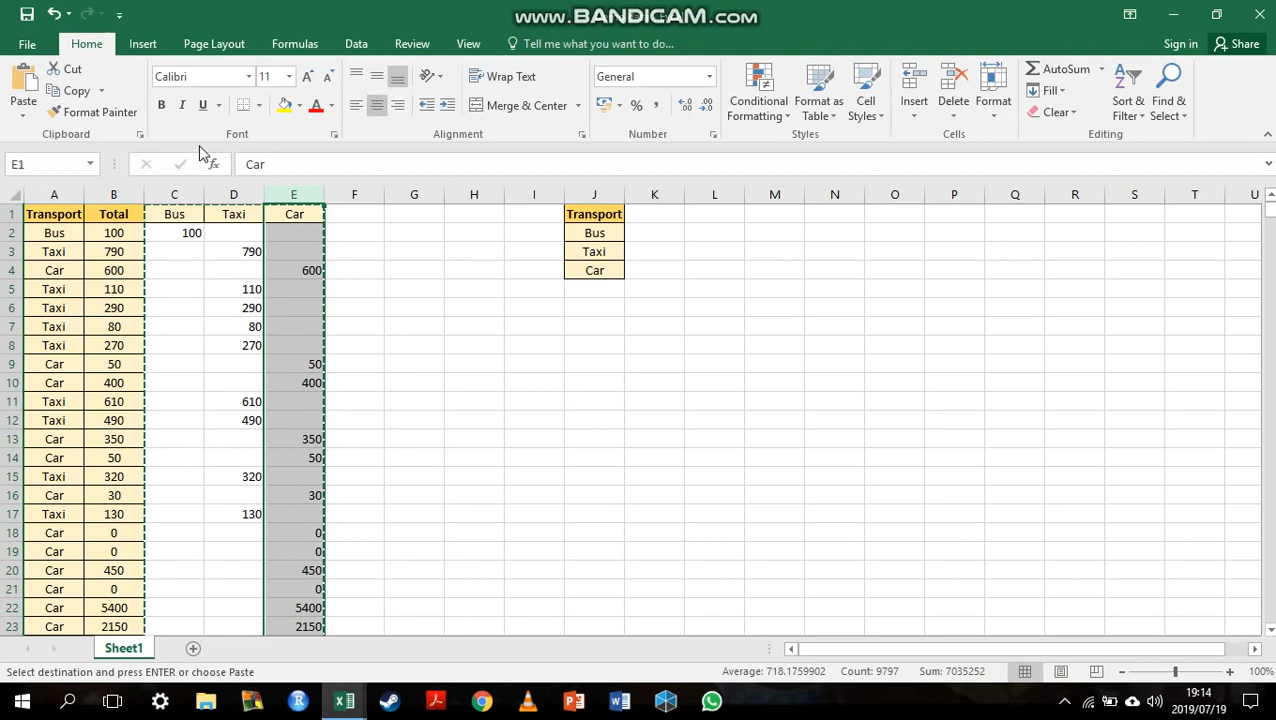 www.BANDICAM.com
File Home Insert Page Layout Formulas Data Review View Tell me what you want to do... Sign in Share
Paste Cut Copy Format Painter Clipboard
Calibri 11 B I U A Font
Wrap Text Merge & Center Alignment
General % , Number
Conditional Formatting Format as Table Cell Styles Styles
Insert Delete Format Cells
AutoSum Fill Clear Sort & Filter Find & Select Editing
E1 fx Car
A B C D E F G H I J K L M N O P Q R S T U
1 Transport Total Bus Taxi Car Transport
2 Bus 100 100 Bus
3 Taxi 790 790 Taxi
4 Car 600 600 Car
5 Taxi 110 110
6 Taxi 290 290
7 Taxi 80 80
8 Taxi 270 270
9 Car 50 50
10 Car 400 400
11 Taxi 610 610
12 Taxi 490 490
13 Car 350 350
14 Car 50 50
15 Taxi 320 320
16 Car 30 30
17 Taxi 130 130
18 Car 0 0
19 Car 0 0
20 Car 450 450
21 Car 0 0
22 Car 5400 5400
23 Car 2150 2150
Sheet1
Select destination and press ENTER or choose Paste Average: 718.1759902 Count: 9797 Sum: 7035252 100%
19:14
2019/07/19